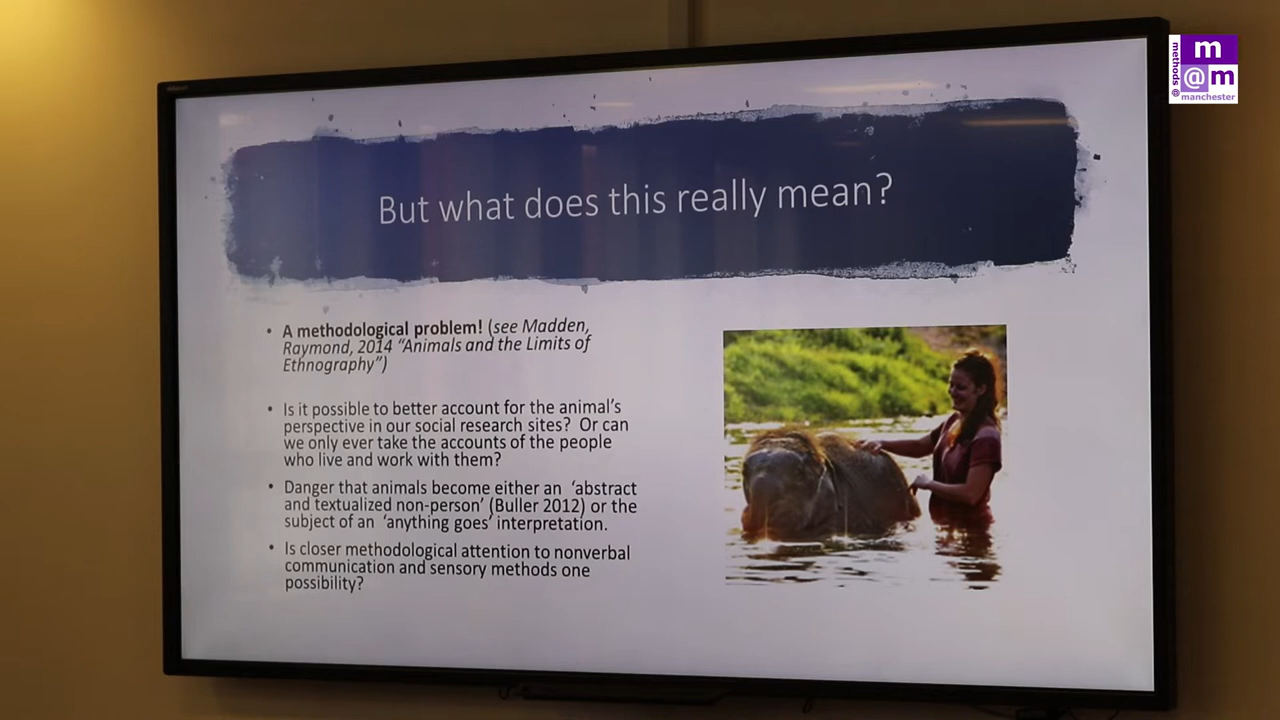 m
@m
methods @
manchester
But what does this really mean?
• A methodological problem! (see Madden,
Raymond, 2014 “Animals and the Limits of
Ethnography”)
• Is it possible to better account for the animal’s
perspective in our social research sites? Or can
we only ever take the accounts of the people
who live and work with them?
• Danger that animals become either an ‘abstract
and textualized non-person’ (Buller 2012) or the
subject of an ‘anything goes’ interpretation.
• Is closer methodological attention to nonverbal
communication and sensory methods one
possibility?